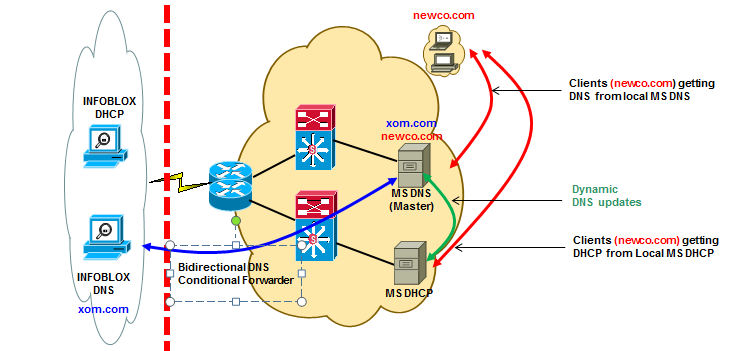 newco.com
INFOBLOX
DHCP
INFOBLOX
DNS
xom.com
Bidirectional DNS
Conditional Forwarder
S
S
xom.com
newco.com
MS DNS
(Master)
MS DHCP
Clients (newco.com) getting
DNS from local MS DNS
Dynamic
DNS updates
Clients (newco.com) getting
DHCP from Local MS DHCP